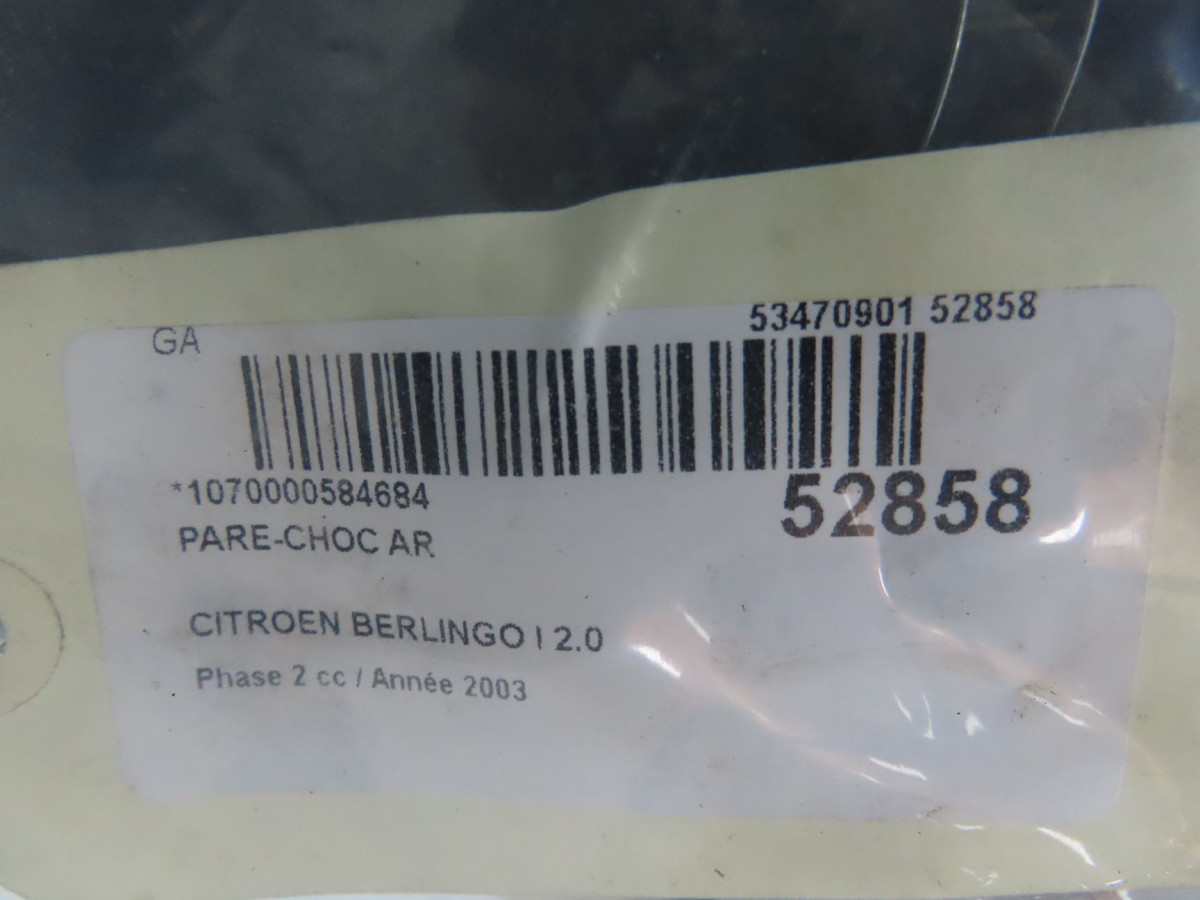 GA
53470901 52858
*1070000584684
52858
PARE-CHOC AR
CITROEN BERLINGO I 2.0
Phase 2 cc / Année 2003